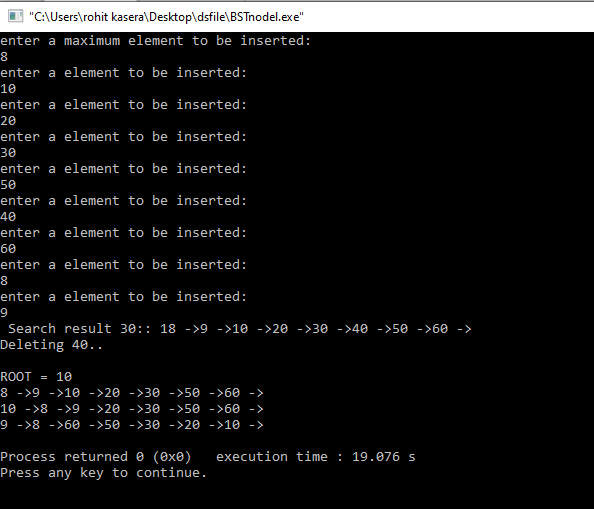 "C:\Users\rohit kasera\Desktop\dsfile\BSTnodel.exe"
enter a maximum element to be inserted:
8
enter a element to be inserted:
10
enter a element to be inserted:
20
enter a element to be inserted:
30
enter a element to be inserted:
50
enter a element to be inserted:
40
enter a element to be inserted:
60
enter a element to be inserted:
8
enter a element to be inserted:
9
 Search result 30:: 18 ->9 ->10 ->20 ->30 ->40 ->50 ->60 ->
Deleting 40..
ROOT = 10
8 ->9 ->10 ->20 ->30 ->50 ->60 ->
10 ->8 ->9 ->20 ->30 ->50 ->60 ->
9 ->8 ->60 ->50 ->30 ->20 ->10 ->
Process returned 0 (0x0)   execution time : 19.076 s
Press any key to continue.